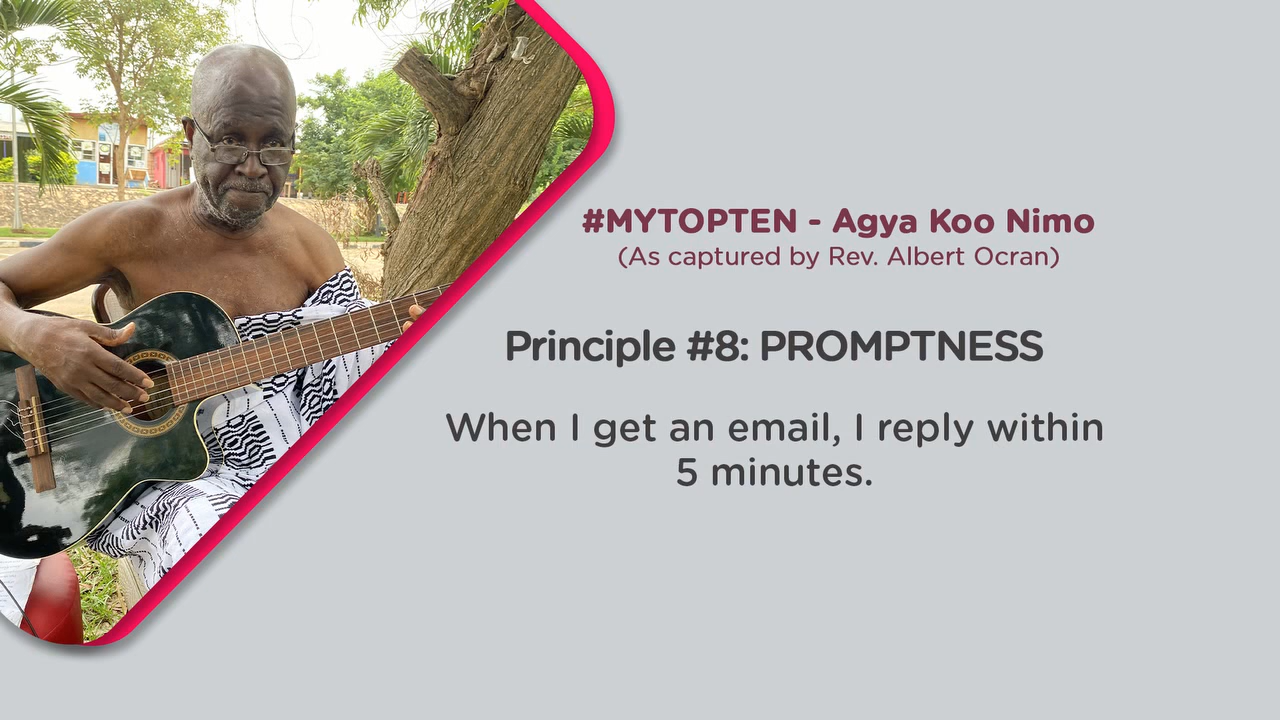 #MYTOPTEN - Agya Koo Nimo
(As captured by Rev. Albert Ocran)
Principle #8: PROMPTNESS
When I get an email, I reply within
5 minutes.